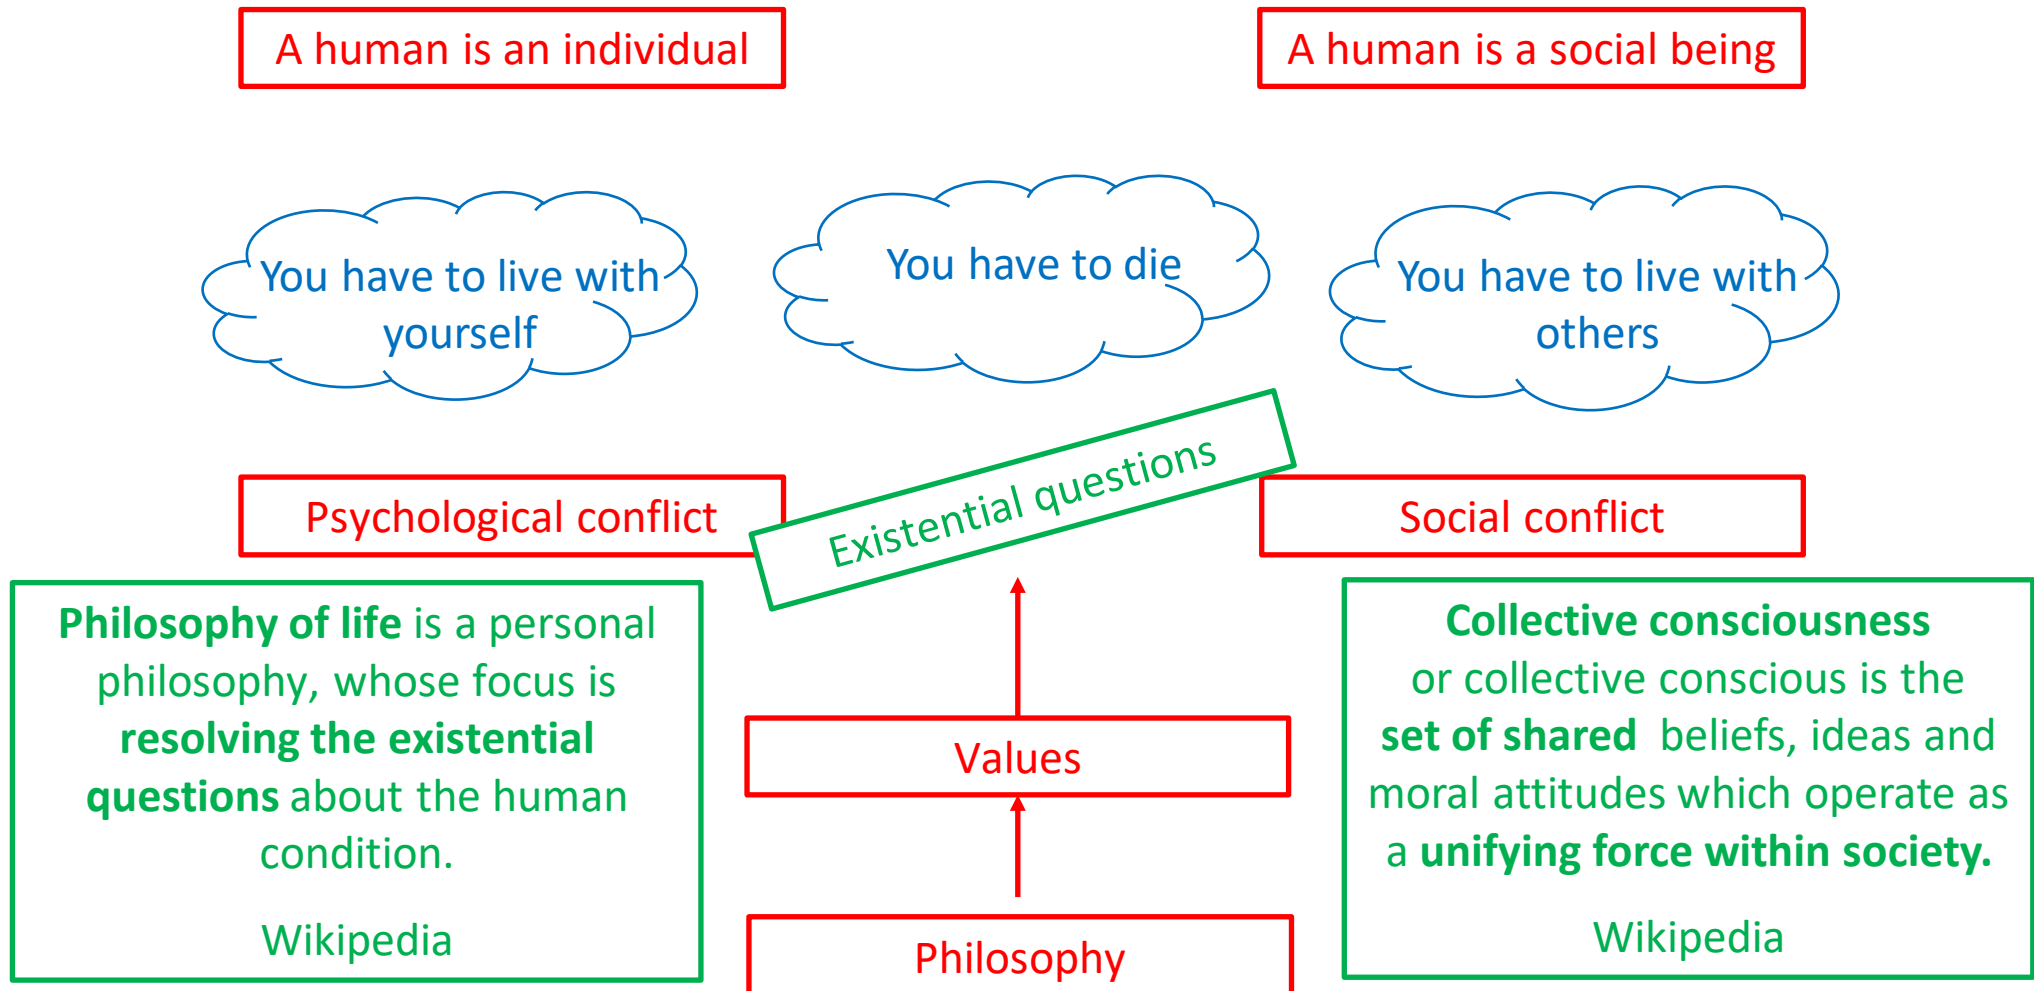 A human is an individual
A human is a social being
You have to live with
yourself
You have to die
You have to live with
others
Existential questions
Psychological conflict
Social conflict
Philosophy of life is a personal
philosophy, whose focus is
resolving the existential
questions about the human
condition.
Wikipedia
Values
Philosophy
Collective consciousness
or collective conscious is the
set of shared beliefs, ideas and
moral attitudes which operate as
a unifying force within society.
Wikipedia